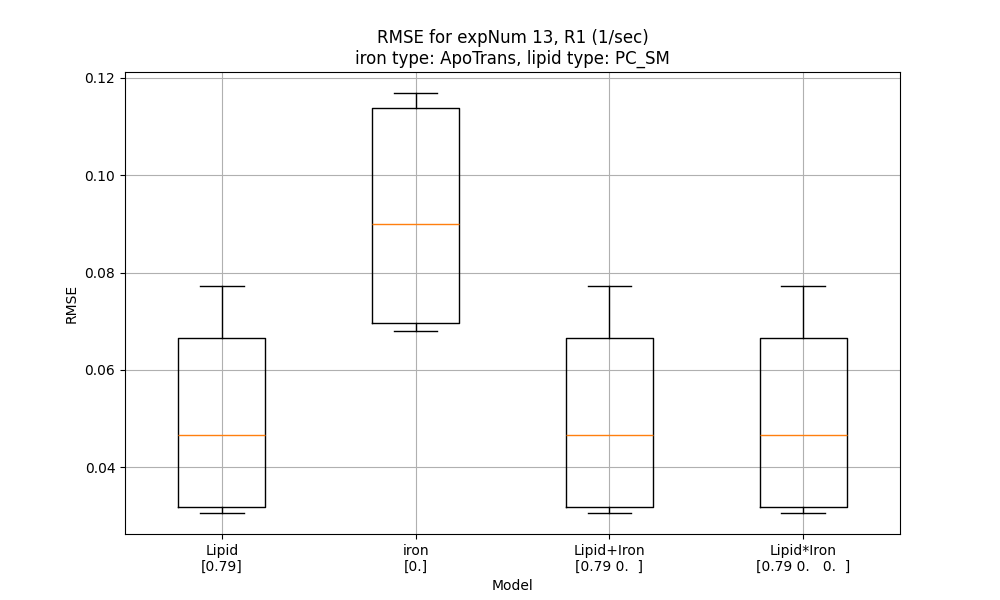 RMSE for expNum 13, R1 (1/sec)
iron type: ApoTrans, lipid type: PC_SM
0.12
0.10
0.08
0.06
0.04
RMSE
Lipid
[0.79]
iron
[0.]
Lipid+Iron
[0.79 0.  ]
Lipid*Iron
[0.79 0.   0.  ]
Model